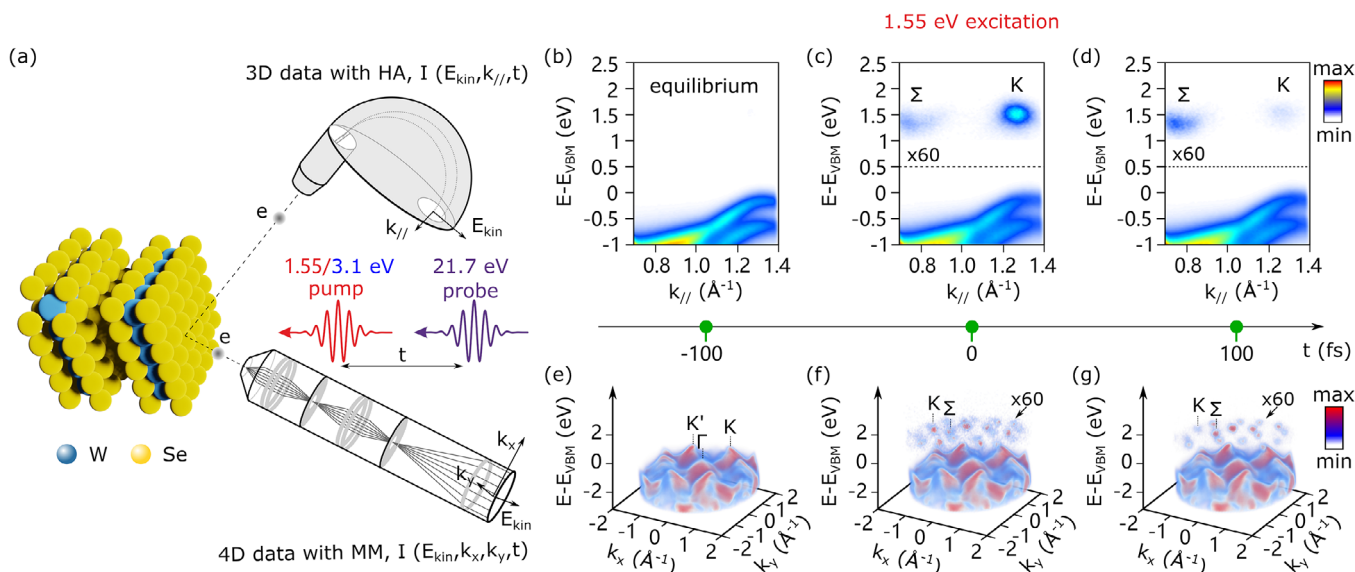 1.55 eV excitation
(a)
3D data with HA, I (E_kin,k_//,t)
e
k_//
E_kin
1.55/3.1 eV
pump
21.7 eV
probe
t
e
W
Se
k_x
k_y
E_kin
4D data with MM, I (E_kin,k_x,k_y,t)
(b)
equilibrium
E-E_VBM (eV)
2.5
2
1.5
1
0.5
0
-0.5
-1
0.8
1.0
1.2
1.4
k_// (Å⁻¹)
(c)
Σ
K
x60
E-E_VBM (eV)
2.5
2
1.5
1
0.5
0
-0.5
-1
0.8
1.0
1.2
1.4
k_// (Å⁻¹)
(d)
Σ
K
x60
E-E_VBM (eV)
2.5
2
1.5
1
0.5
0
-0.5
-1
0.8
1.0
1.2
1.4
k_// (Å⁻¹)
max
min
-100
0
100
t (fs)
(e)
K'
Γ
K
E-E_VBM (eV)
2
0
-2
-2
-1
0
1
2
k_x (Å⁻¹)
-2
-1
0
1
2
k_y (Å⁻¹)
(f)
K
Σ
x60
E-E_VBM (eV)
2
0
-2
-2
-1
0
1
2
k_x (Å⁻¹)
-2
-1
0
1
2
k_y (Å⁻¹)
(g)
K
Σ
x60
E-E_VBM (eV)
2
0
-2
-2
-1
0
1
2
k_x (Å⁻¹)
-2
-1
0
1
2
k_y (Å⁻¹)
max
min